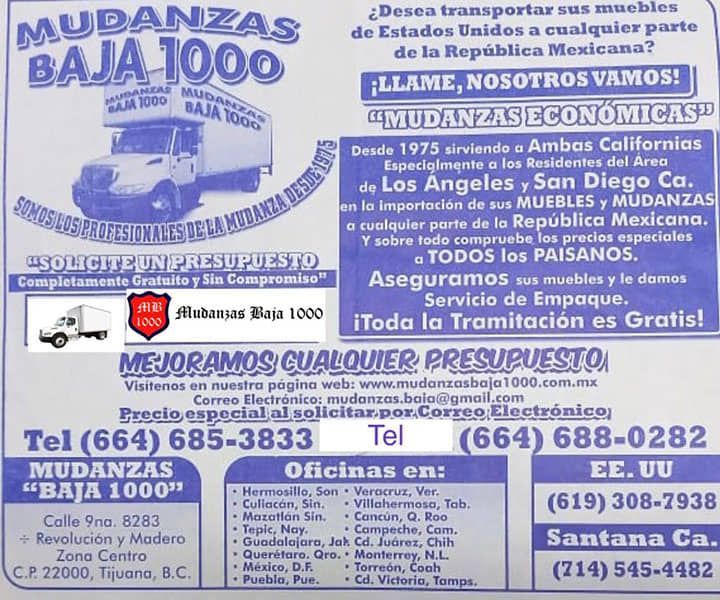 MUDANZAS
BAJA 1000
MUDANZAS
BAJA 1000
MUDANZAS
BAJA 1000
SOMOS LOS PROFESIONALES DE LA MUDANZA DESDE 1975
"SOLICITE UN PRESUPUESTO
Completamente Gratuito y Sin Compromiso"
MB
1000
Mudanzas Baja 1000
¿Desea transportar sus muebles
de Estados Unidos a cualquier parte
de la República Mexicana?
¡LLAME, NOSOTROS VAMOS!
"MUDANZAS ECONÓMICAS"
Desde 1975 sirviendo a Ambas Californias
Especialmente a los Residentes del Área
de Los Ángeles y San Diego Ca.
en la importación de sus MUEBLES y MUDANZAS
a cualquier parte de la República Mexicana.
Y sobre todo compruebe los precios especiales
a TODOS los PAISANOS.
Aseguramos sus muebles y le damos
Servicio de Empaque.
¡Toda la Tramitación es Gratis!
MEJORAMOS CUALQUIER PRESUPUESTO
Visítenos en nuestra página web: www.mudanzasbaja1000.com.mx
Correo Electrónico: mudanzas.baja@gmail.com
Precio especial al solicitar por Correo Electrónico
Tel (664) 685-3833 Tel (664) 688-0282
MUDANZAS
"BAJA 1000"
Calle 9na. 8283
÷ Revolución y Madero
Zona Centro
C.P. 22000, Tijuana, B.C.
Oficinas en:
• Hermosillo, Son • Veracruz, Ver.
• Culiacán, Sin. • Villahermosa, Tab.
• Mazatlán Sin. • Cancún, Q. Roo
• Tepic, Nay. • Campeche, Cam.
• Guadalajara, Jal • Cd. Juárez, Chih
• Querétaro. Qro. • Monterrey, N.L.
• México, D.F. • Torreón, Coah
• Puebla, Pue. • Cd. Victoria, Tamps.
EE. UU
(619) 308-7938
Santana Ca.
(714) 545-4482